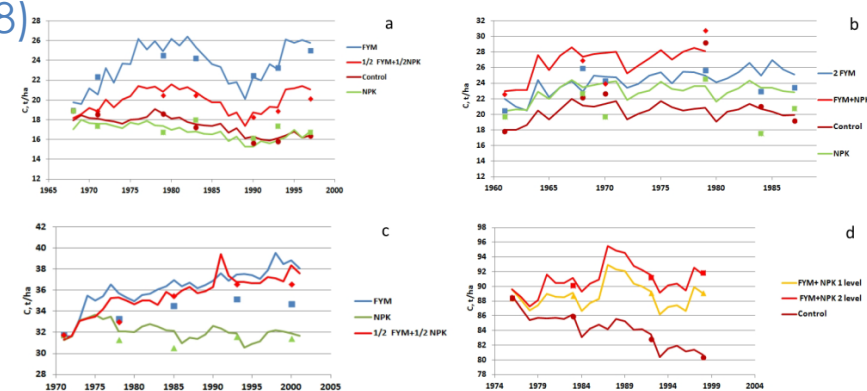 8)
a
C, t/ha
28
26
24
22
20
18
16
14
12
1965 1970 1975 1980 1985 1990 1995 2000
FYM
1/2 FYM+1/2NPK
Control
NPK
b
C, t/ha
32
30
28
26
24
22
20
18
16
14
12
1960 1965 1970 1975 1980 1985
2 FYM
FYM+NPK
Control
NPK
c
C, t/ha
42
40
38
36
34
32
30
28
1970 1975 1980 1985 1990 1995 2000 2005
FYM
NPK
1/2 FYM+1/2 NPK
d
C, t/ha
98
96
94
92
90
88
86
84
82
80
78
1974 1979 1984 1989 1994 1999 2004
FYM+ NPK 1 level
FYM+NPK 2 level
Control